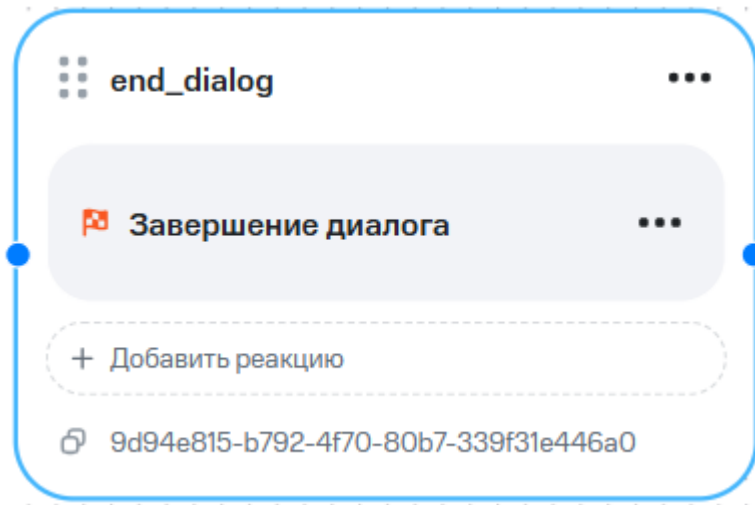 end_dialog
Завершение диалога
+ Добавить реакцию
9d94e815-b792-4f70-80b7-339f31e446a0